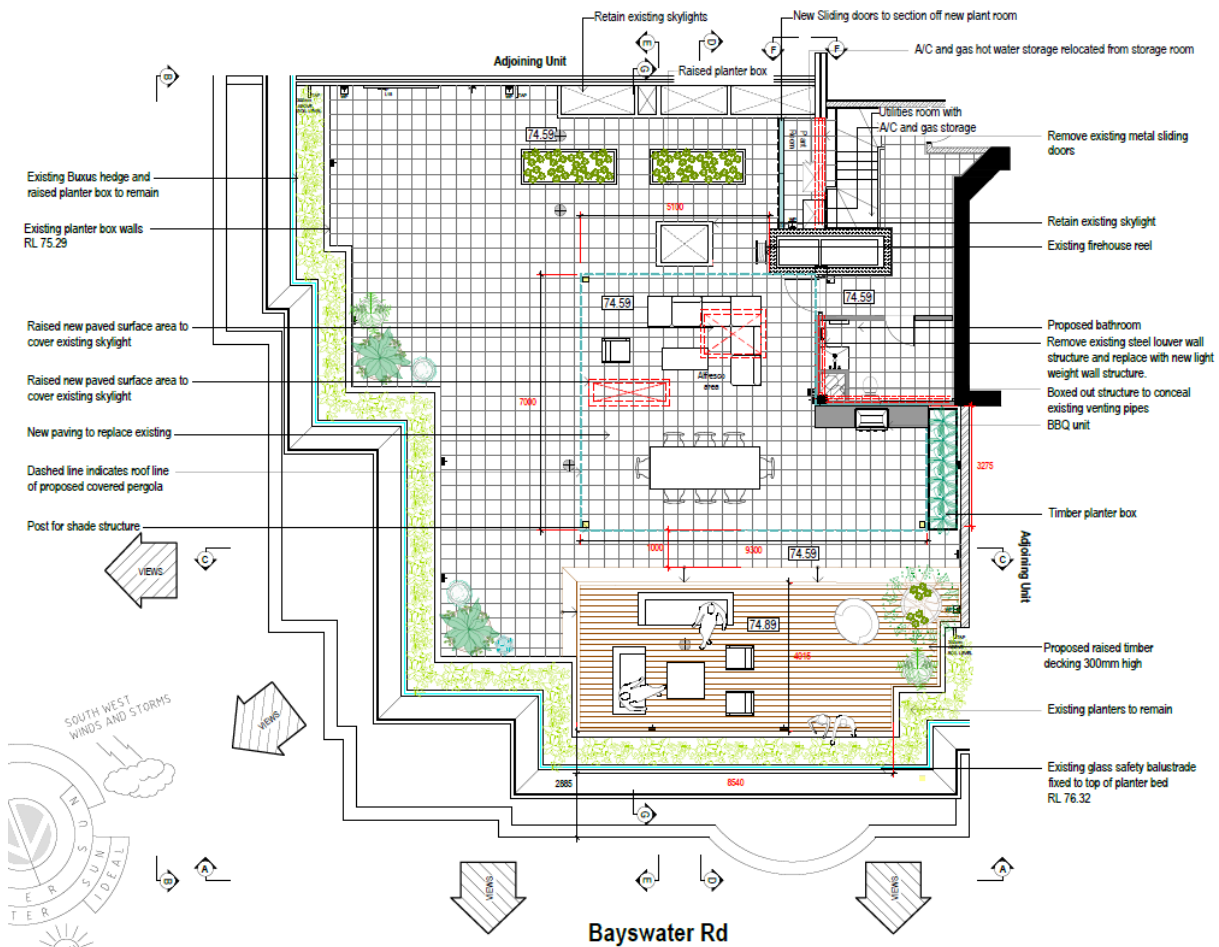 Retain existing skylights
New Sliding doors to section off new plant room
E
D
F
F
A/C and gas hot water storage relocated from storage room
Adjoining Unit
G
B
Raised planter box
TAP
TAP
Utilities room with
A/C and gas storage
Plant
Room
74.59
Remove existing metal sliding
doors
Existing Buxus hedge and
raised planter box to remain
5100
Retain existing skylight
Existing planter box walls
RL 75.29
Existing firehouse reel
74.59
74.59
Raised new paved surface area to
cover existing skylight
Proposed bathroom
Remove existing steel louver wall
structure and replace with new light
weight wall structure.
Alfresco
area
Raised new paved surface area to
cover existing skylight
7000
Boxed out structure to conceal
existing venting pipes
BBQ unit
New paving to replace existing
3275
Dashed line indicates roof line
of proposed covered pergola
Timber planter box
Post for shade structure
1000
9300
74.59
Adjoining Unit
C
C
VIEWS
74.89
TAP
4015
Proposed raised timber
decking 300mm high
SOUTH WEST
WINDS AND STORMS
VIEWS
Existing planters to remain
Existing glass safety balustrade
fixed to top of planter bed
RL 76.32
2885
8540
G
SUN
IDEAL
B
A
E
D
A
VIEWS
VIEWS
Bayswater Rd